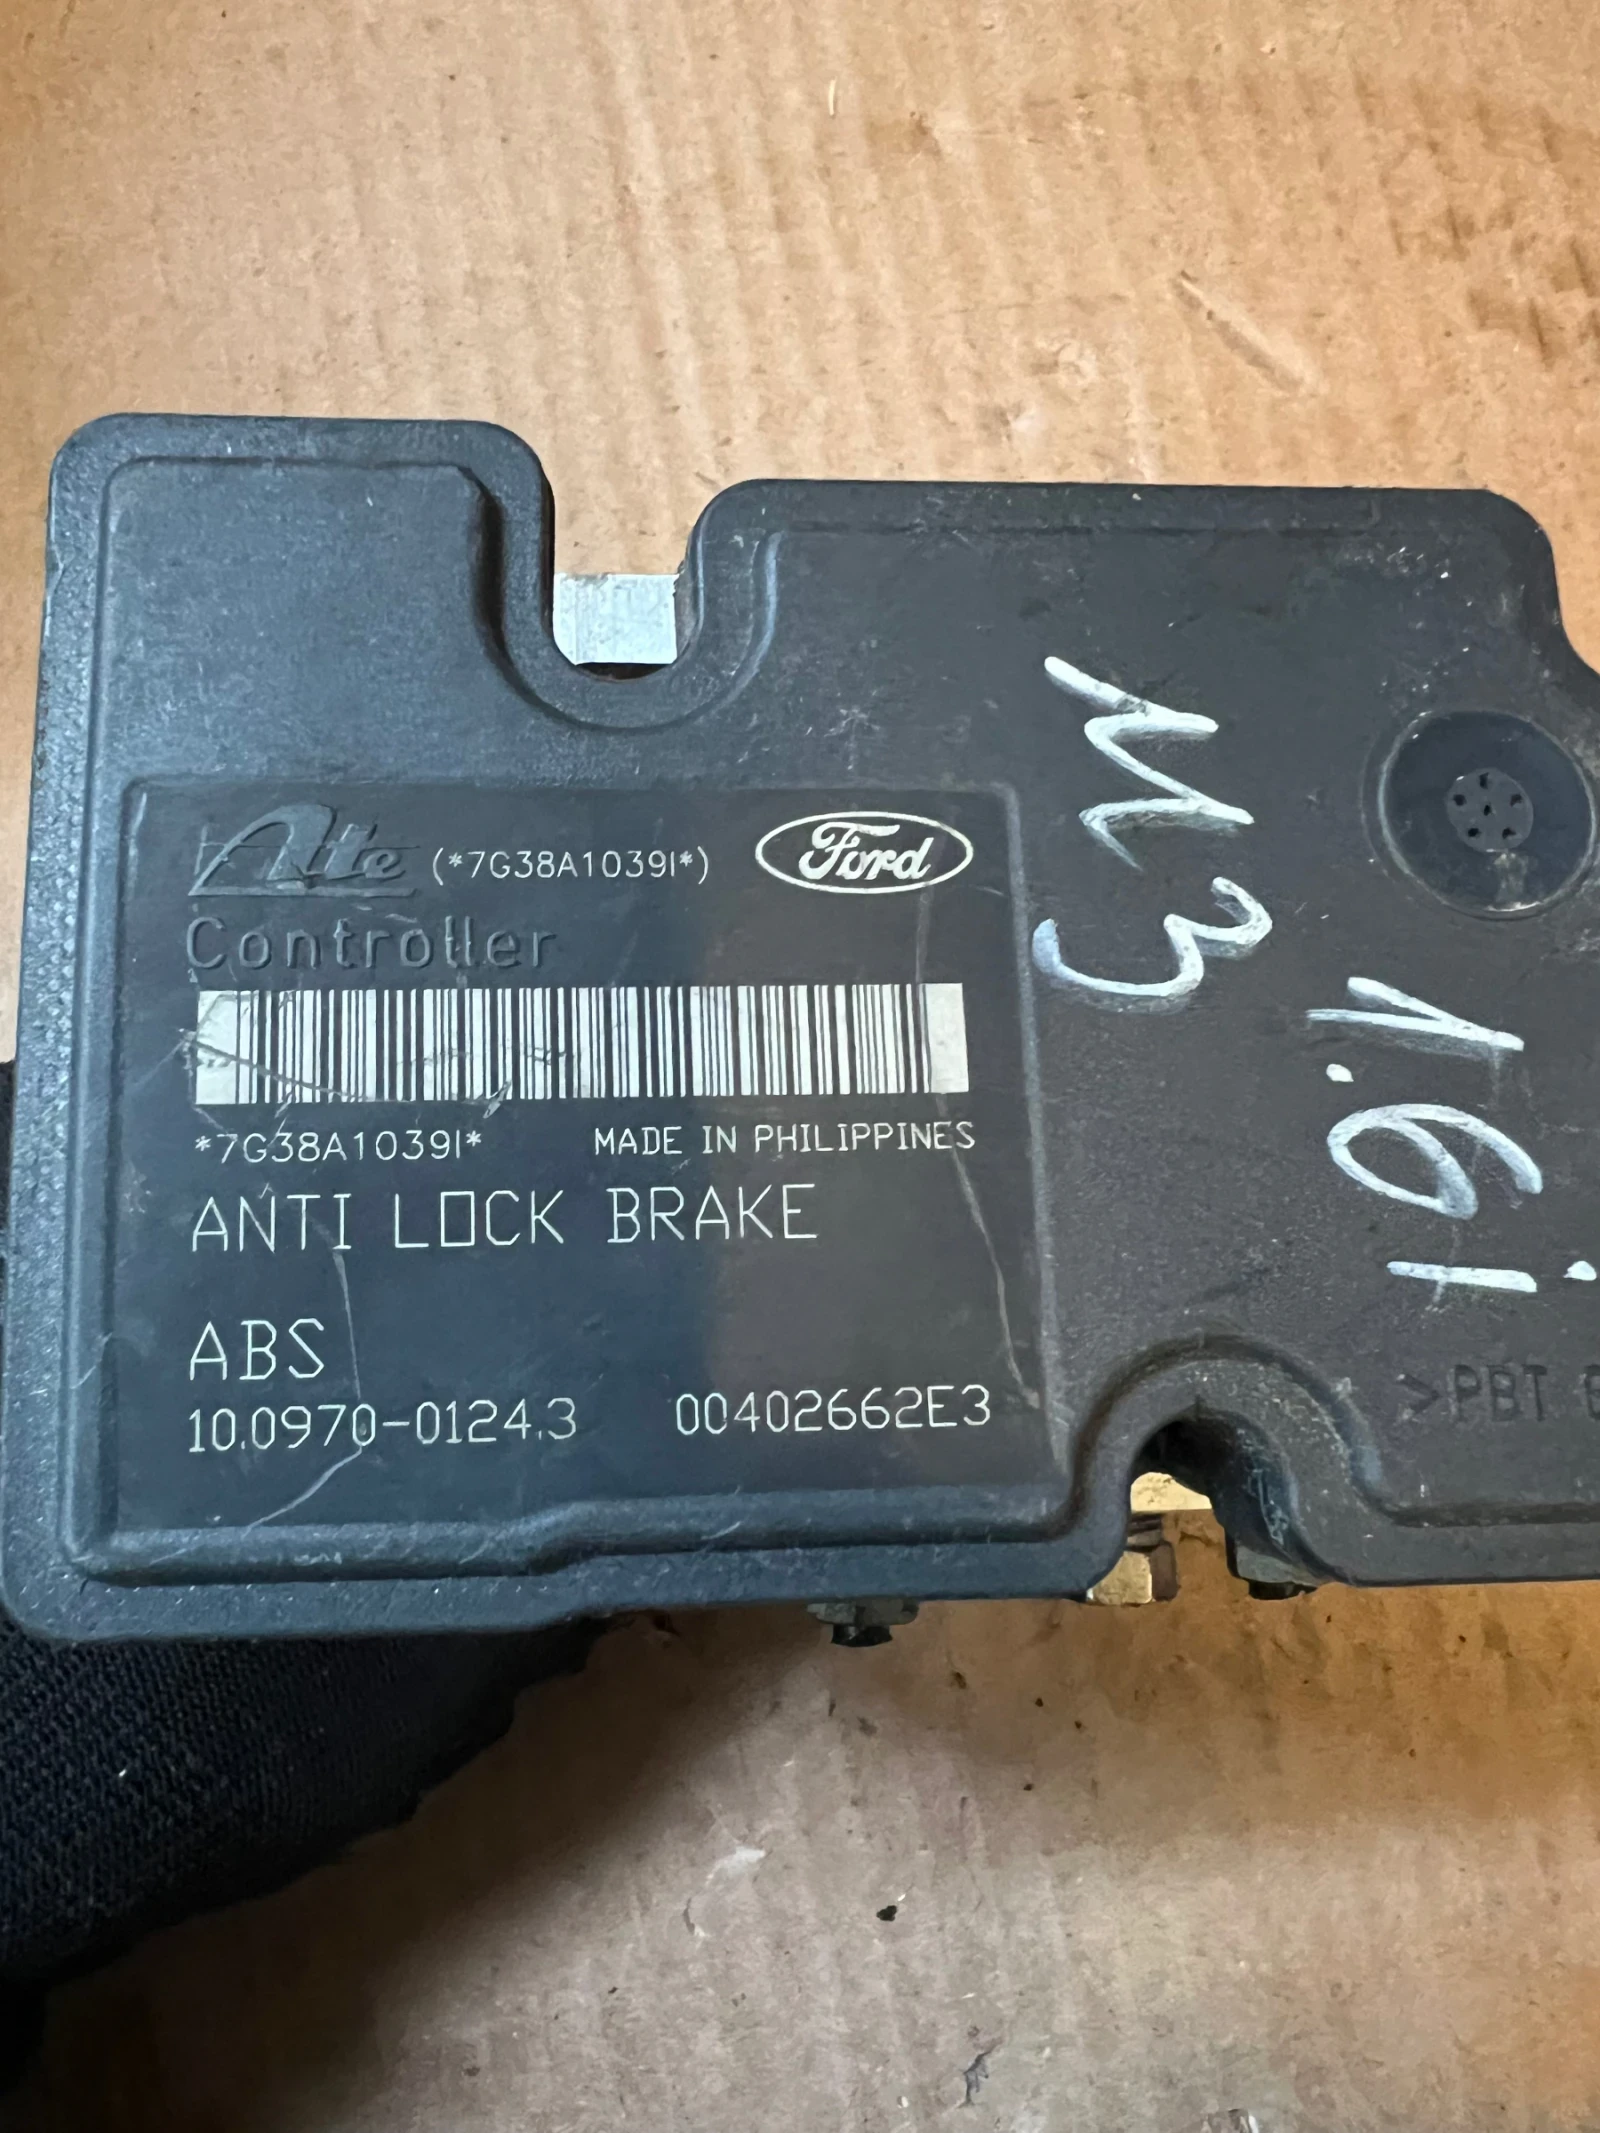 Ate (*7G38A1039I*) Ford
Controller
*7G38A1039I* MADE IN PHILIPPINES
ANTI LOCK BRAKE
ABS
10.0970-0124.3 00402662E3
M3
1.6i
>PBT